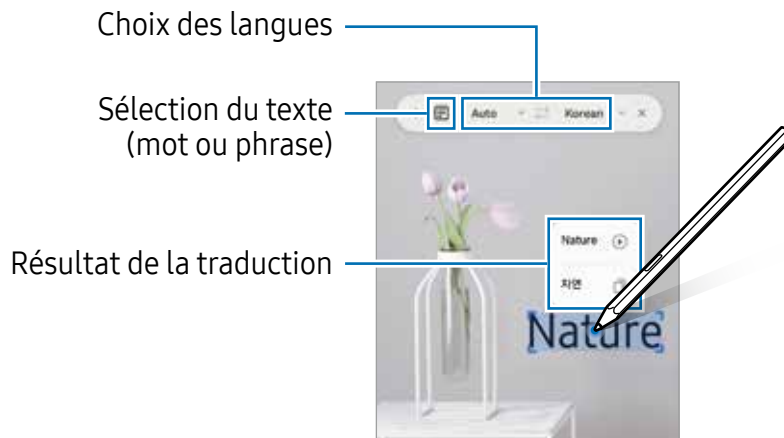 Choix des langues
Sélection du texte
(mot ou phrase)
Auto Korean
Nature
Résultat de la traduction
자연
Nature